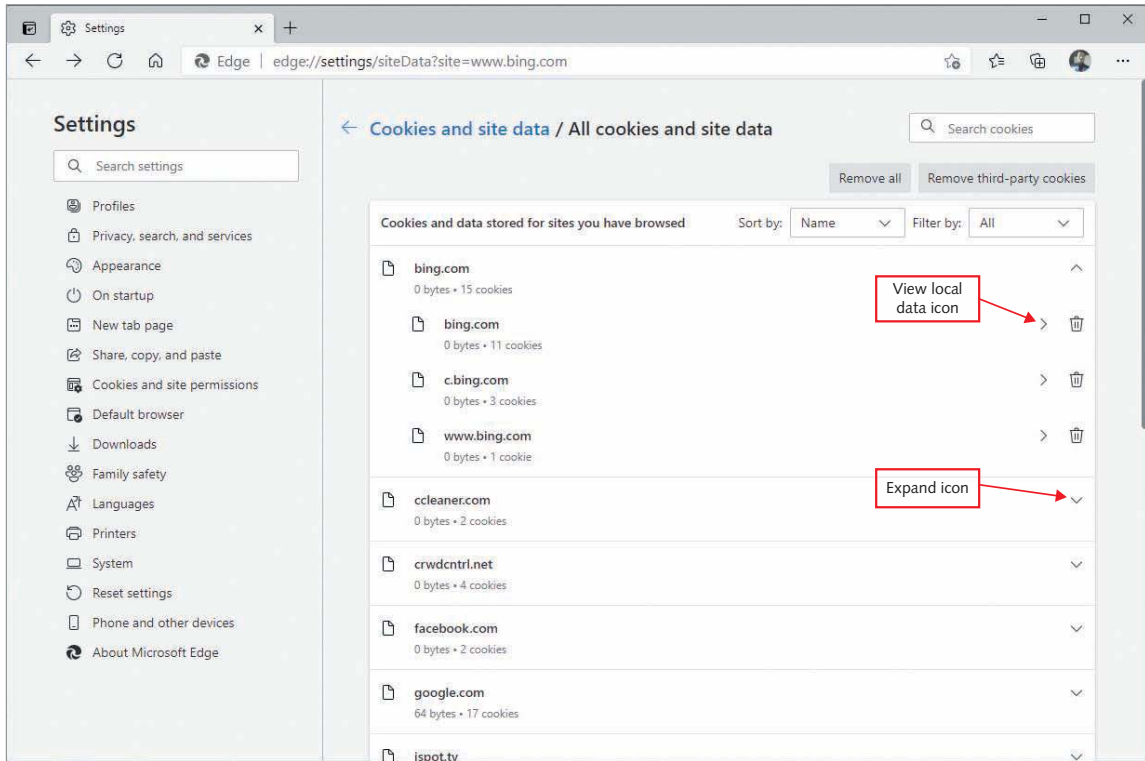 Settings
Edge | edge://settings/siteData?site=www.bing.com
Settings
Search settings
Profiles
Privacy, search, and services
Appearance
On startup
New tab page
Share, copy, and paste
Cookies and site permissions
Default browser
Downloads
Family safety
Languages
Printers
System
Reset settings
Phone and other devices
About Microsoft Edge
Cookies and site data / All cookies and site data
Search cookies
Remove all
Remove third-party cookies
Cookies and data stored for sites you have browsed
Sort by: Name
Filter by: All
bing.com
0 bytes • 15 cookies
View local
data icon
bing.com
0 bytes • 11 cookies
c.bing.com
0 bytes • 3 cookies
www.bing.com
0 bytes • 1 cookie
Expand icon
ccleaner.com
0 bytes • 2 cookies
crwdcntrl.net
0 bytes • 4 cookies
facebook.com
0 bytes • 2 cookies
google.com
64 bytes • 17 cookies
ispot.tv